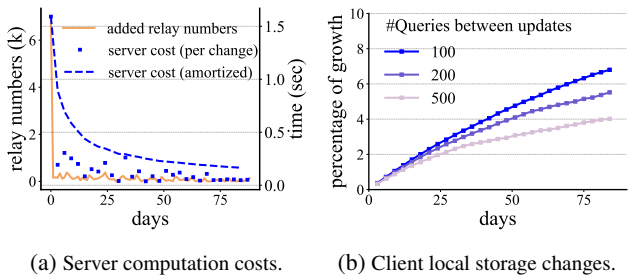 added relay numbers
server cost (per change)
server cost (amortized)
relay numbers (k)
6
4
2
0
1.5
1.0
0.5
0.0
time (sec)
0
25
50
75
days
(a) Server computation costs.
#Queries between updates
100
200
500
percentage of growth
10
8
6
4
2
0
0
25
50
75
days
(b) Client local storage changes.